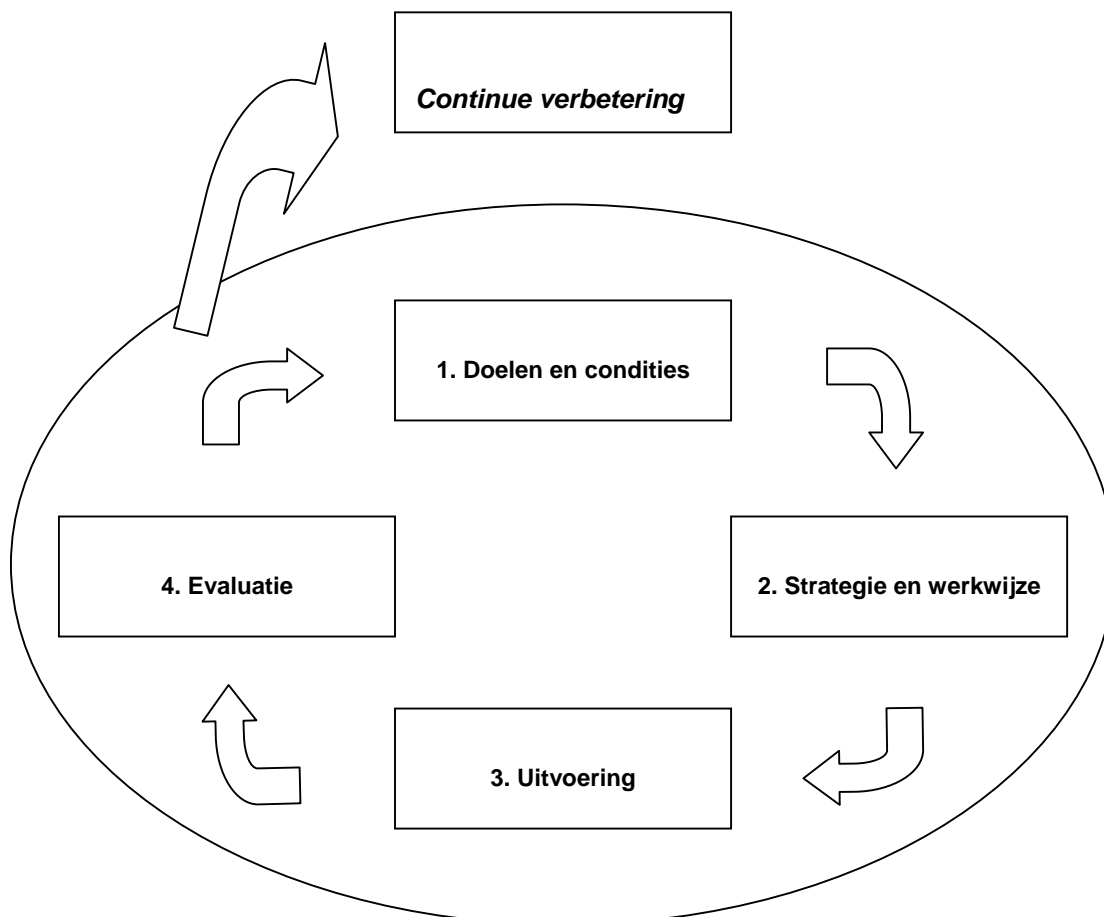 Continue verbetering
1. Doelen en condities
4. Evaluatie
2. Strategie en werkwijze
3. Uitvoering